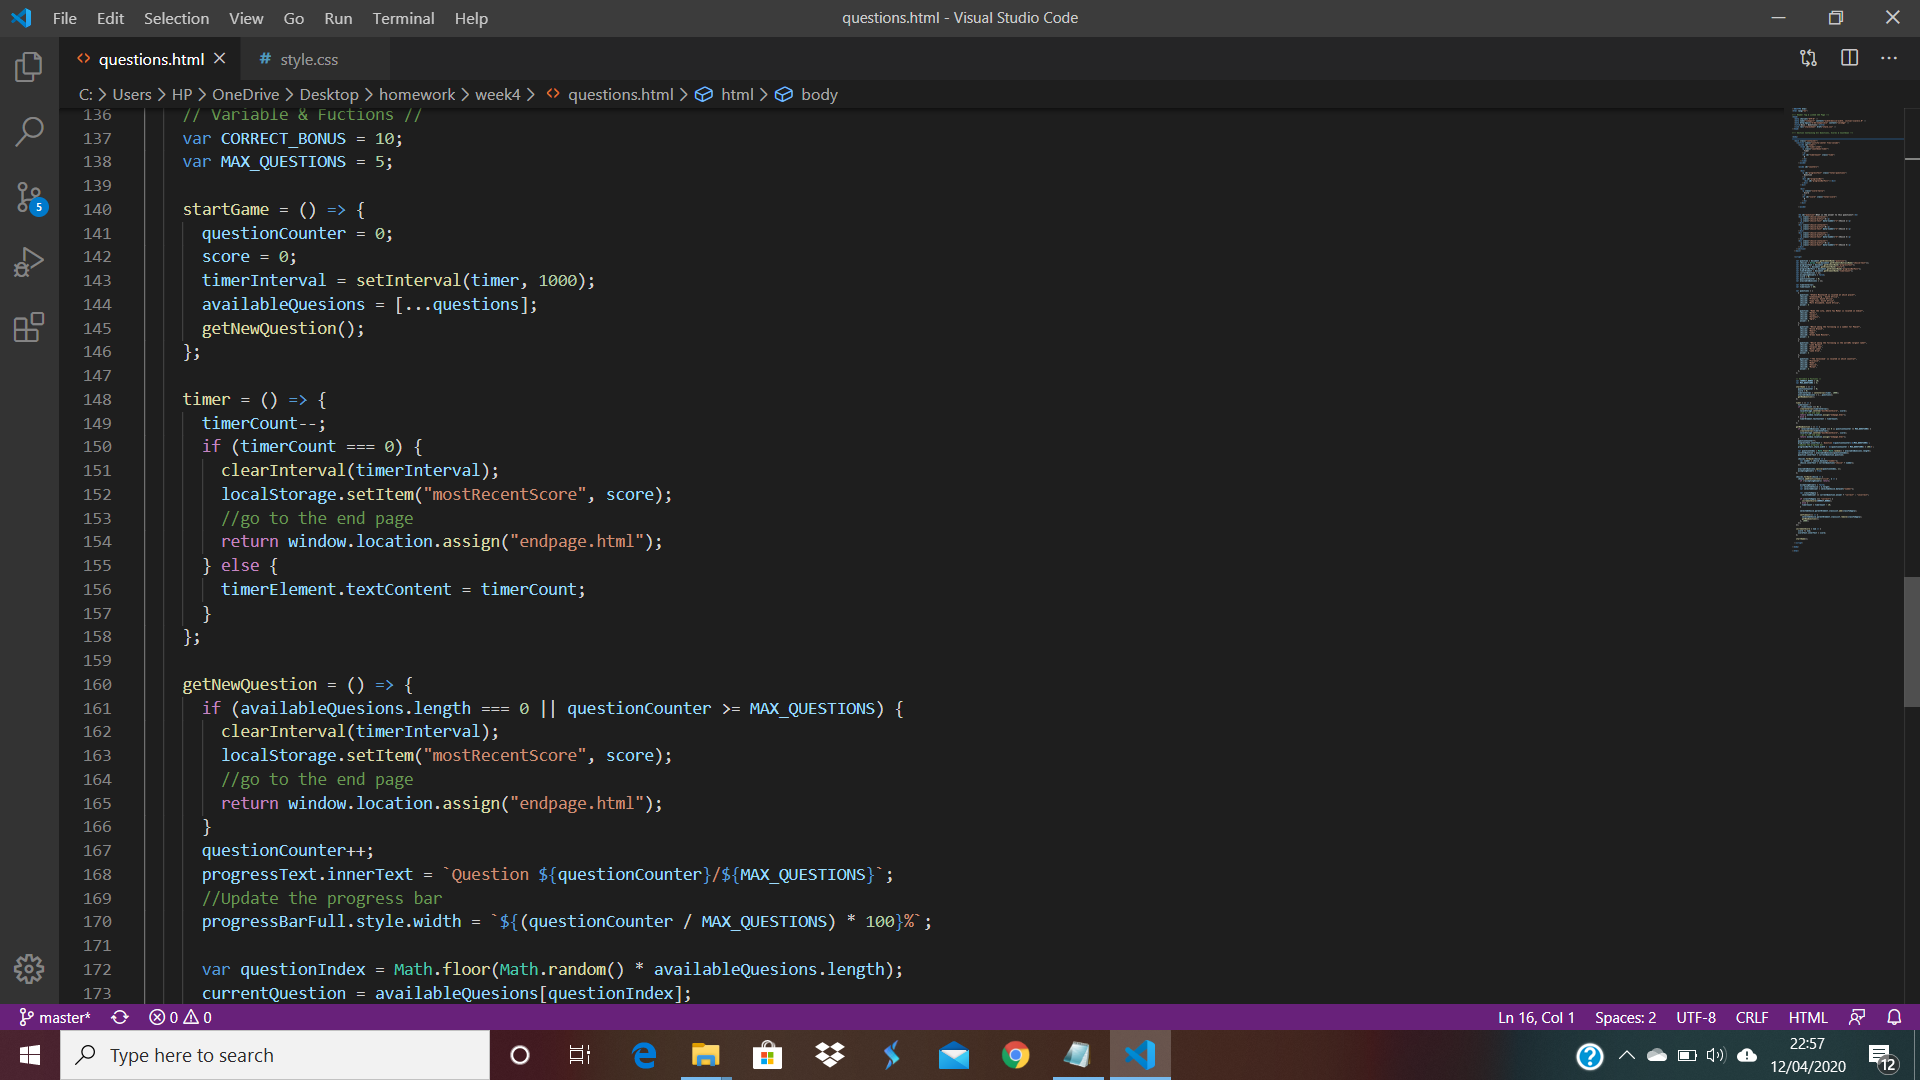 File Edit Selection View Go Run Terminal Help
questions.html - Visual Studio Code
questions.html
# style.css
C: > Users > HP > OneDrive > Desktop > homework > week4 > questions.html > html > body
136 // Variable & Fuctions //
137 var CORRECT_BONUS = 10;
138 var MAX_QUESTIONS = 5;
139
140 startGame = () => {
141 questionCounter = 0;
142 score = 0;
143 timerInterval = setInterval(timer, 1000);
144 availableQuesions = [...questions];
145 getNewQuestion();
146 };
147
148 timer = () => {
149 timerCount--;
150 if (timerCount === 0) {
151 clearInterval(timerInterval);
152 localStorage.setItem("mostRecentScore", score);
153 //go to the end page
154 return window.location.assign("endpage.html");
155 } else {
156 timerElement.textContent = timerCount;
157 }
158 };
159
160 getNewQuestion = () => {
161 if (availableQuesions.length === 0 || questionCounter >= MAX_QUESTIONS) {
162 clearInterval(timerInterval);
163 localStorage.setItem("mostRecentScore", score);
164 //go to the end page
165 return window.location.assign("endpage.html");
166 }
167 questionCounter++;
168 progressText.innerText = `Question ${questionCounter}/${MAX_QUESTIONS}`;
169 //Update the progress bar
170 progressBarFull.style.width = `${(questionCounter / MAX_QUESTIONS) * 100}%`;
171
172 var questionIndex = Math.floor(Math.random() * availableQuesions.length);
173 currentQuestion = availableQuesions[questionIndex];
5
master* 0 0
Ln 16, Col 1 Spaces: 2 UTF-8 CRLF HTML
Type here to search
22:57
12/04/2020
12